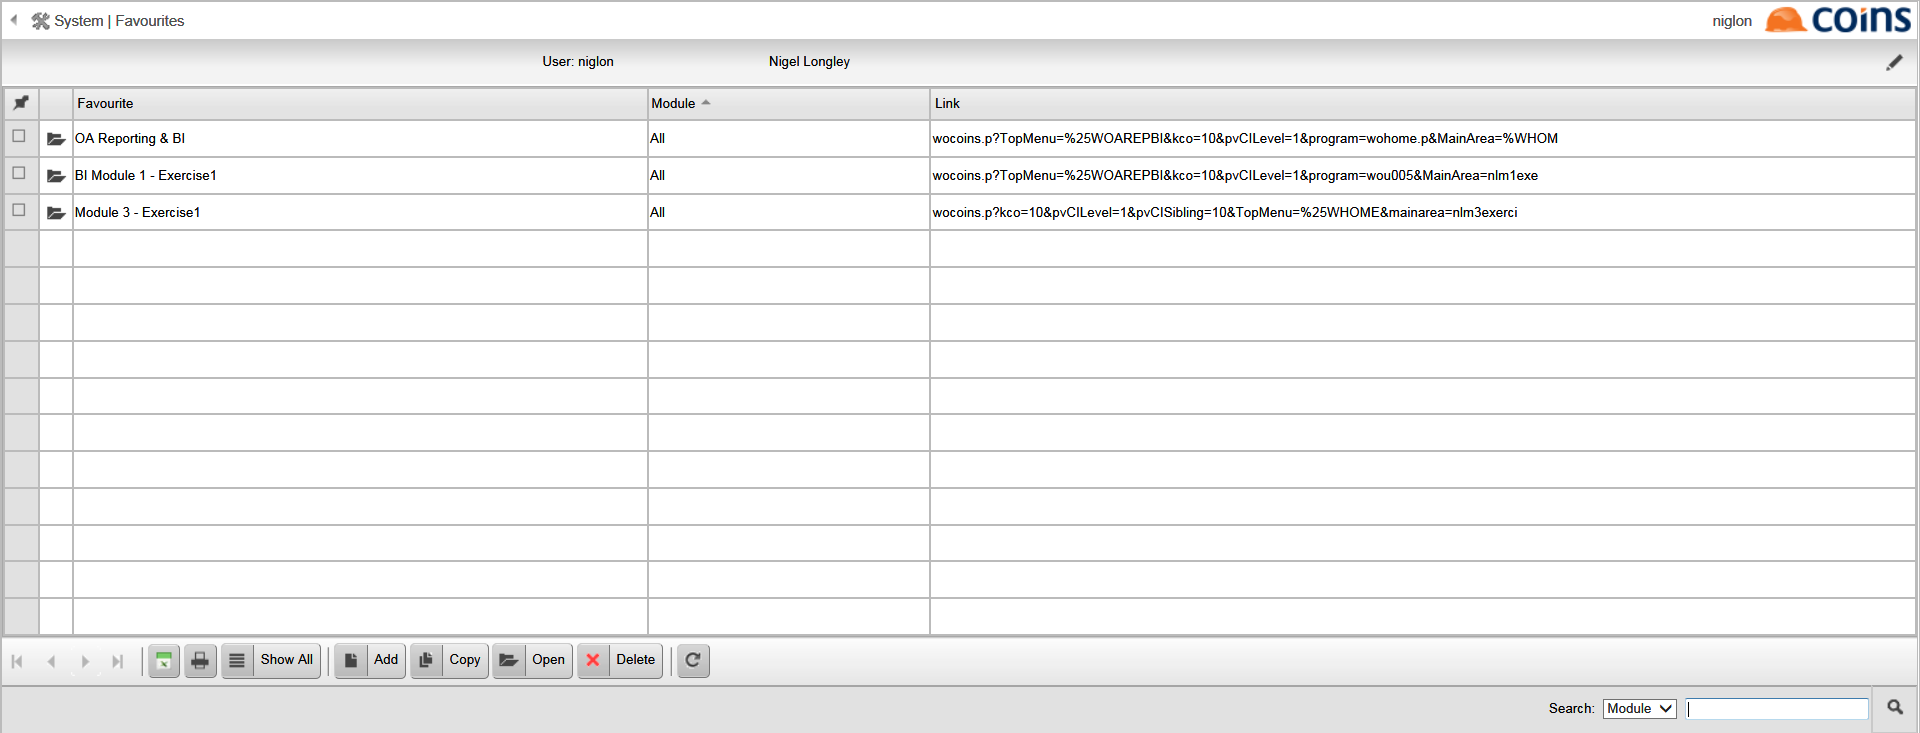 System | Favourites
niglon
coins
User: niglon Nigel Longley
Favourite Module Link
OA Reporting & BI All wocoins.p?TopMenu=%25WOAREPBI&kco=10&pvCILevel=1&program=wohome.p&MainArea=%WHOM
BI Module 1 - Exercise1 All wocoins.p?TopMenu=%25WOAREPBI&kco=10&pvCILevel=1&program=wou005&MainArea=nlm1exe
Module 3 - Exercise1 All wocoins.p?kco=10&pvCILevel=1&pvCISibling=10&TopMenu=%25WHOME&mainarea=nlm3exerci
Show All Add Copy Open Delete
Search: Module